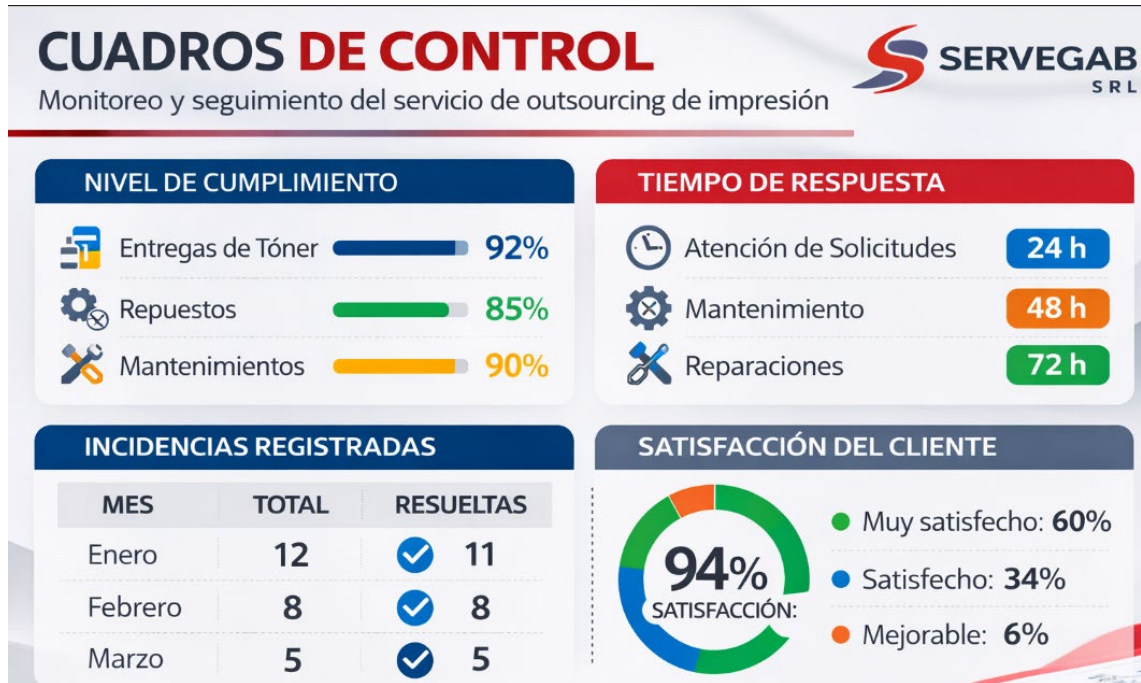 CUADROS DE CONTROL
Monitoreo y seguimiento del servicio de outsourcing de impresión
SERVEGAB
SRL
NIVEL DE CUMPLIMIENTO
Entregas de Tóner 92%
Repuestos 85%
Mantenimientos 90%
TIEMPO DE RESPUESTA
Atención de Solicitudes 24 h
Mantenimiento 48 h
Reparaciones 72 h
INCIDENCIAS REGISTRADAS
MES TOTAL RESUELTAS
Enero 12 11
Febrero 8 8
Marzo 5 5
SATISFACCIÓN DEL CLIENTE
94%
SATISFACCIÓN:
Muy satisfecho: 60%
Satisfecho: 34%
Mejorable: 6%